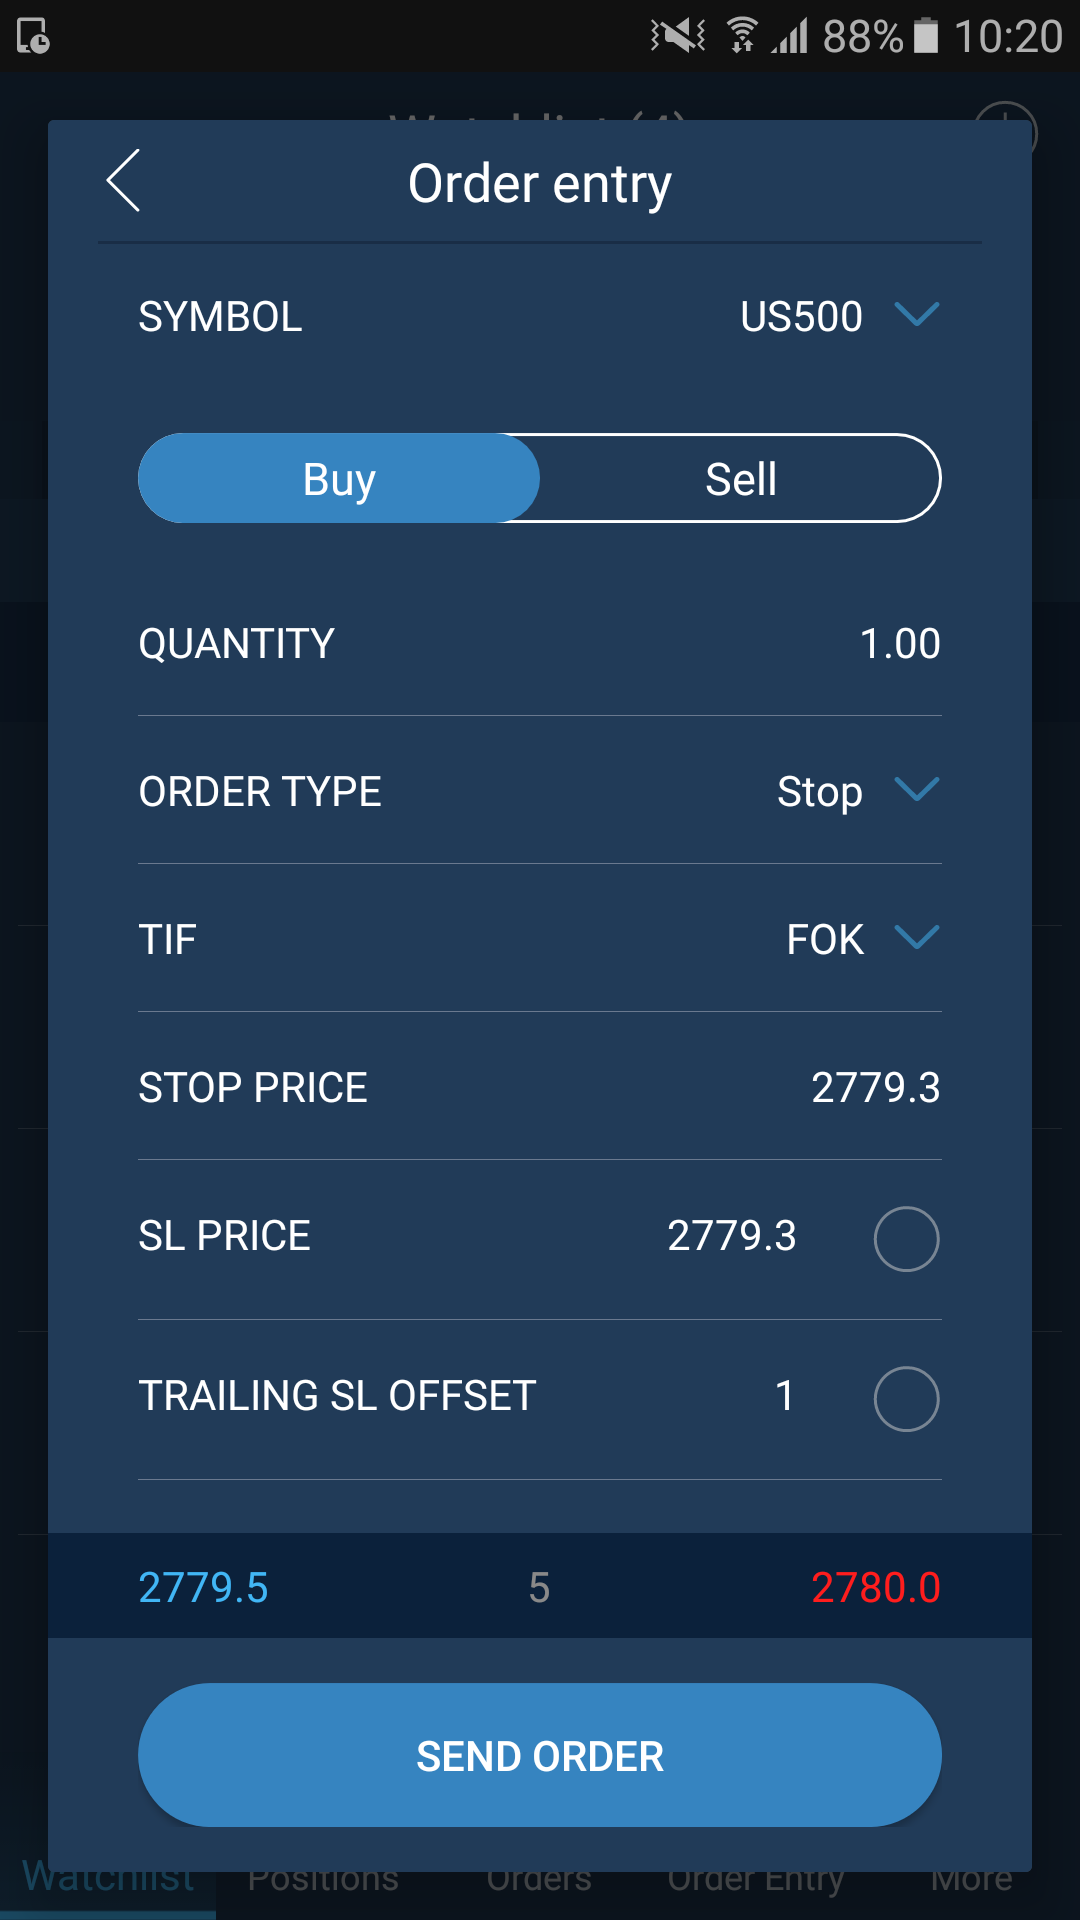 88% 10:20
Watchlist (4)
Order entry
SYMBOL US500
Buy Sell
QUANTITY 1.00
ORDER TYPE Stop
TIF FOK
STOP PRICE 2779.3
SL PRICE 2779.3
TRAILING SL OFFSET 1
2779.5 5 2780.0
SEND ORDER
Watchlist Positions Orders Order Entry More